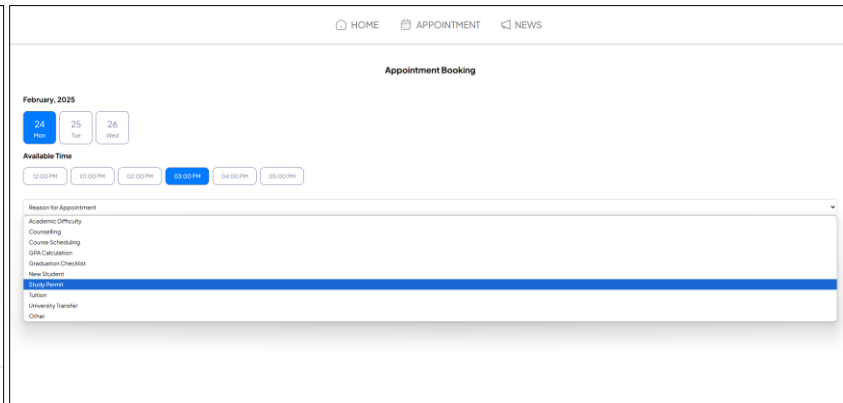 HOME APPOINTMENT NEWS
Appointment Booking
February, 2025
24 25 26
Mon Tue Wed
Available Time
12:00 PM 01:00 PM 02:00 PM 03:00 PM 04:00 PM 05:00 PM
Reason for Appointment
Academic Difficulty
Counselling
Course Scheduling
GPA Calculation
Graduation Checklist
New Student
Study Permit
Tuition
University Transfer
Other